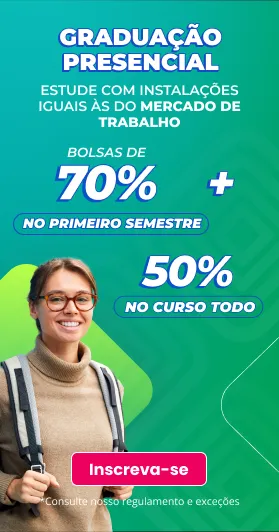 GRADUAÇÃO
PRESENCIAL
ESTUDE COM INSTALAÇÕES
IGUAIS ÀS DO MERCADO DE
TRABALHO
BOLSAS DE
70% +
NO PRIMEIRO SEMESTRE
50%
NO CURSO TODO
Inscreva-se
*Consulte nosso regulamento e exceções